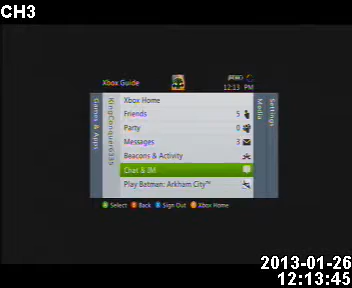 CH3
Xbox Guide
12:13 PM
Games & Apps
KingConquer6335
Xbox Home
Friends 5
Party 0
Messages 3
Beacons & Activity
Chat & IM
Play Batman: Arkham City™
Media
Settings
A Select B Back X Sign Out Y Xbox Home
2013-01-26
12:13:45